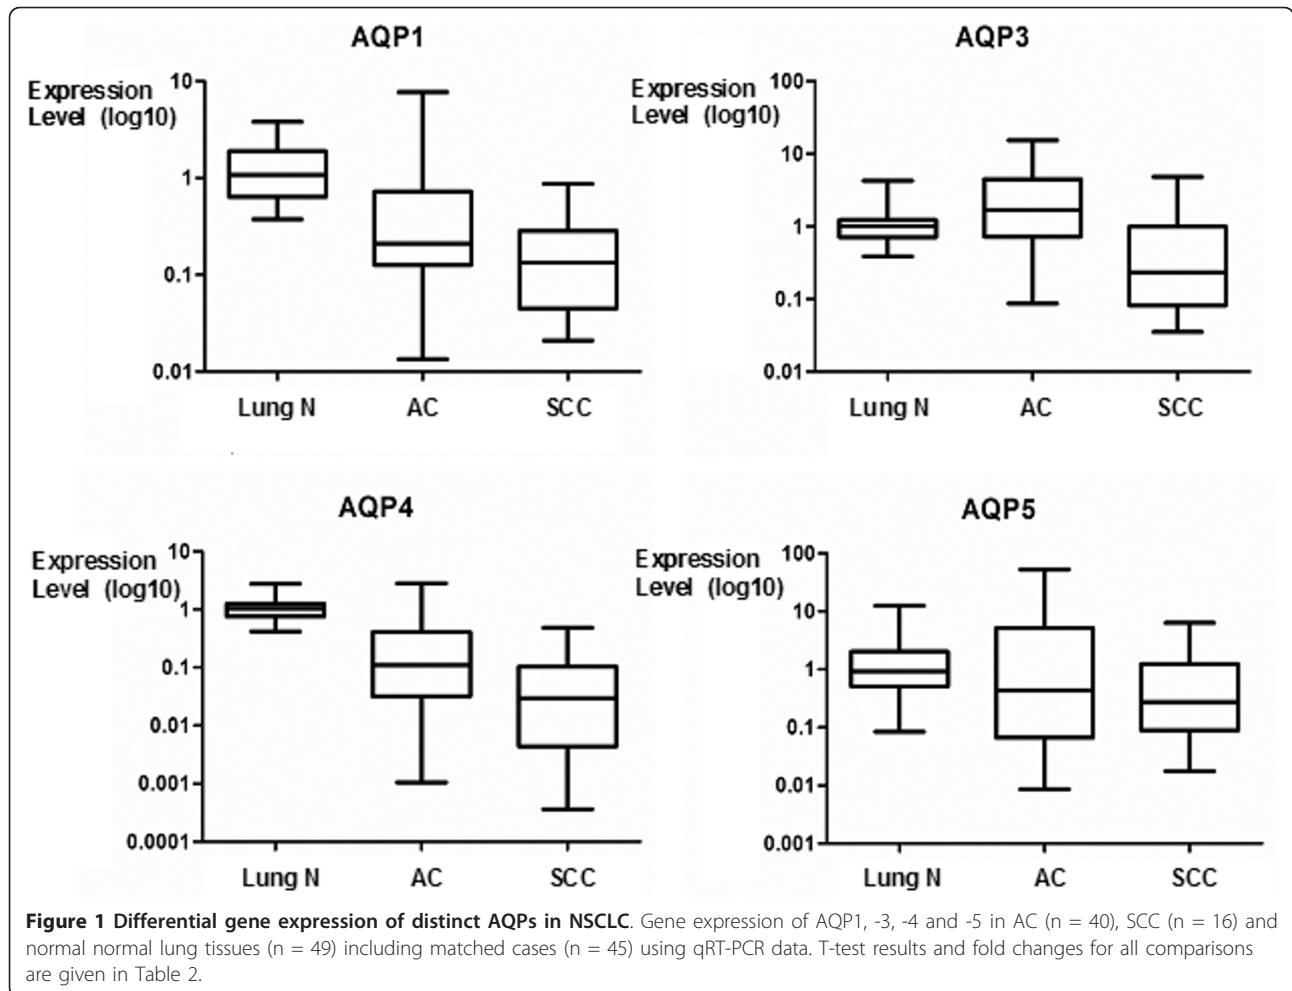 AQP1
Expression
Level (log10)
10
1
0.1
0.01
Lung N AC SCC
AQP3
Expression
Level (log10)
100
10
1
0.1
0.01
Lung N AC SCC
AQP4
Expression
Level (log10)
10
1
0.1
0.01
0.001
0.0001
Lung N AC SCC
AQP5
Expression
Level (log10)
100
10
1
0.1
0.01
0.001
Lung N AC SCC
Figure 1 Differential gene expression of distinct AQPs in NSCLC. Gene expression of AQP1, -3, -4 and -5 in AC (n = 40), SCC (n = 16) and
normal normal lung tissues (n = 49) including matched cases (n = 45) using qRT-PCR data. T-test results and fold changes for all comparisons
are given in Table 2.